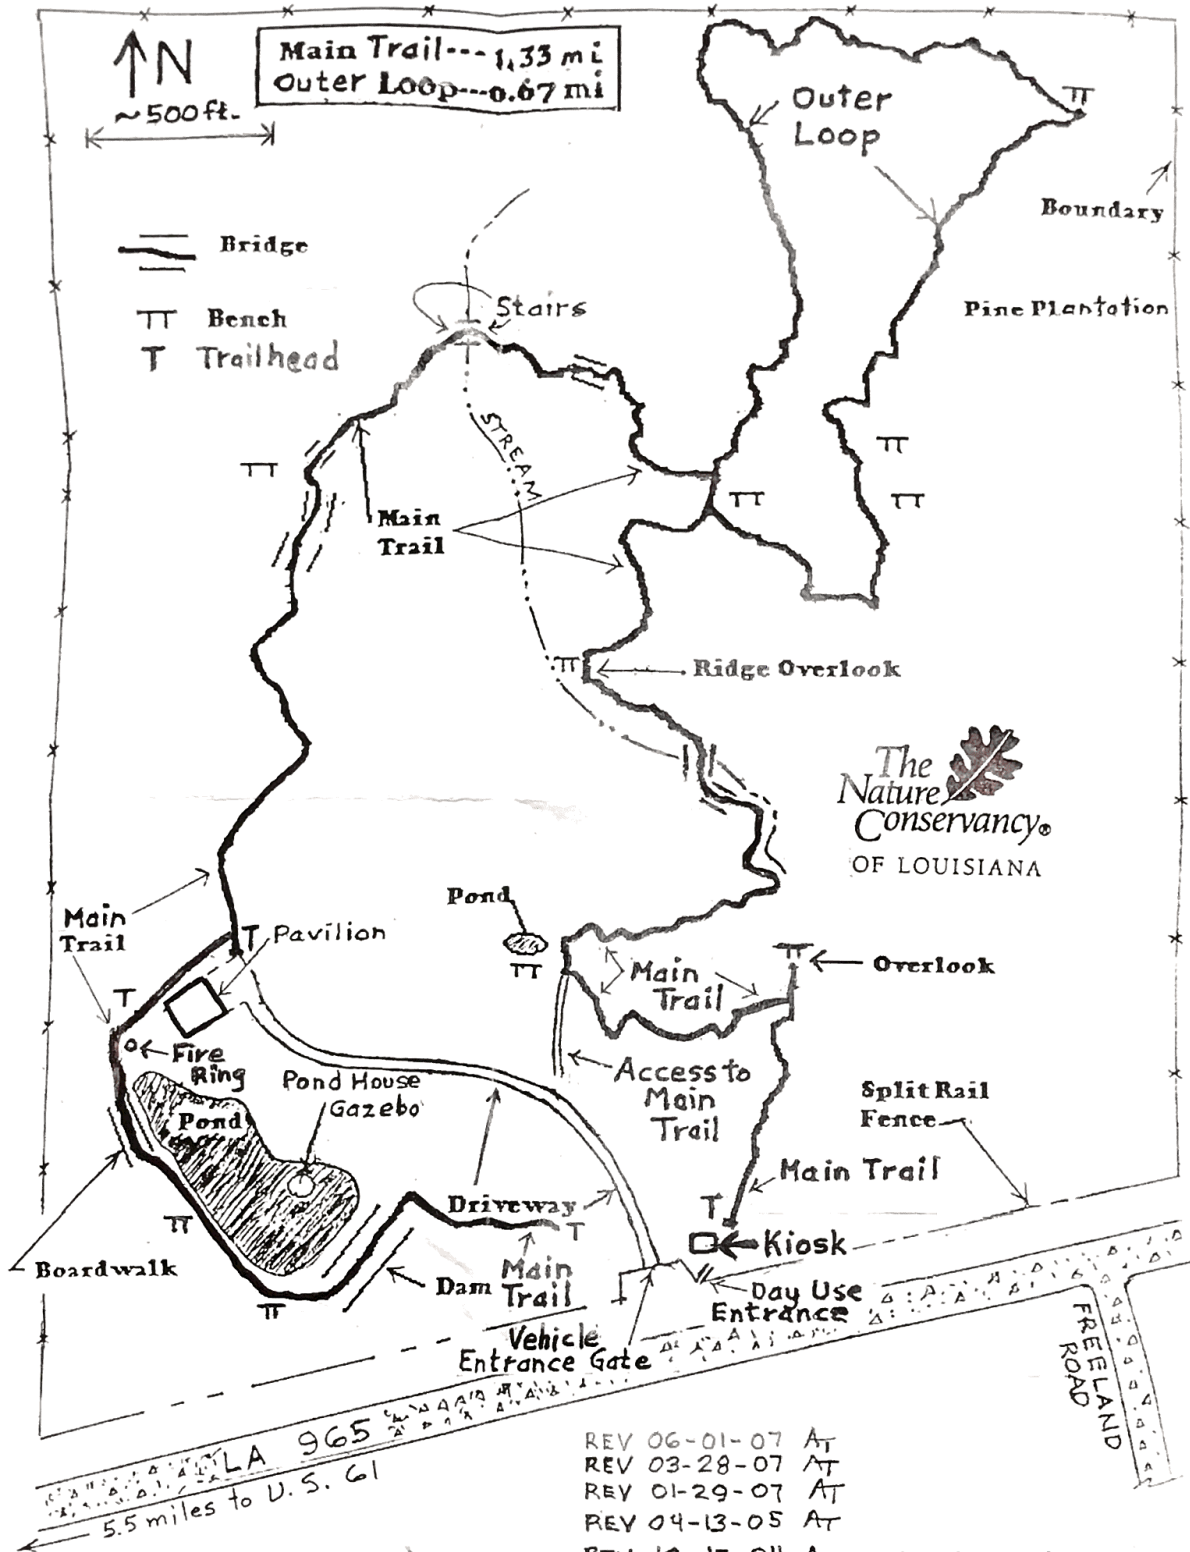 N
~500ft.
Main Trail---1.33 mi
Outer Loop---0.67 mi
Outer
Loop
Boundary
Bridge
Bench
T Trailhead
Stairs
Pine Plantation
STREAM
Main
Trail
Ridge Overlook
The
Nature
Conservancy®
OF LOUISIANA
Pond
Main
Trail
T
Pavilion
Overlook
Main
Trail
T
Fire
Ring
Pond House
Gazebo
Access to
Main
Trail
Split Rail
Fence
Pond
Main Trail
Driveway
T
T
Kiosk
Boardwalk
Dam
Main
Trail
Day Use
Entrance
Vehicle
Entrance Gate
FREELAND
ROAD
LA 965
5.5 miles to U.S. 61
REV 06-01-07 AT
REV 03-28-07 AT
REV 01-29-07 AT
REV 04-13-05 AT